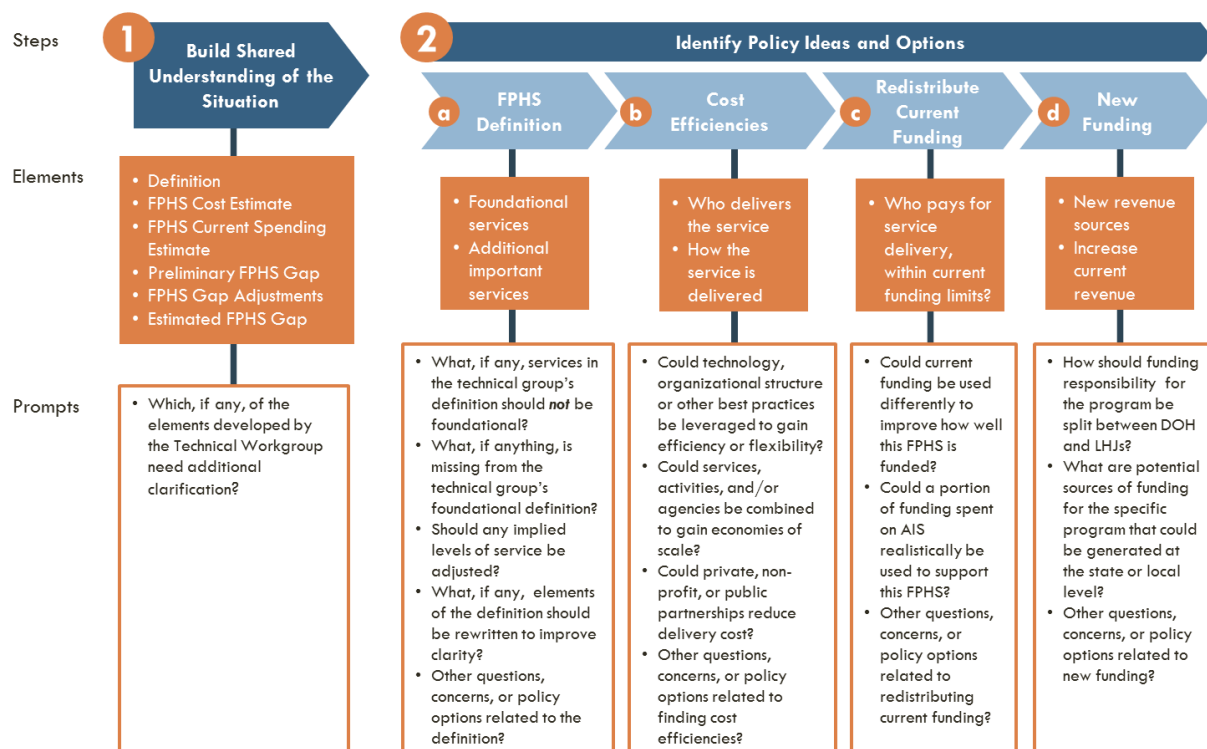 Steps
1
Build Shared
Understanding of the
Situation
2
Identify Policy Ideas and Options
a
FPHS
Definition
b
Cost
Efficiencies
c
Redistribute
Current
Funding
d
New
Funding
Elements
• Definition
• FPHS Cost Estimate
• FPHS Current Spending
Estimate
• Preliminary FPHS Gap
• FPHS Gap Adjustments
• Estimated FPHS Gap
• Foundational
services
• Additional
important
services
• Who delivers
the service
• How the
service is
delivered
• Who pays for
service
delivery,
within current
funding limits?
• New revenue
sources
• Increase
current
revenue
Prompts
• Which, if any, of the
elements developed by
the Technical Workgroup
need additional
clarification?
• What, if any, services in
the technical group's
definition should not be
foundational?
• What, if anything, is
missing from the
technical group's
foundational definition?
• Should any implied
levels of service be
adjusted?
• What, if any, elements
of the definition should
be rewritten to improve
clarity?
• Other questions,
concerns, or policy
options related to the
definition?
• Could technology,
organizational structure
or other best practices
be leveraged to gain
efficiency or flexibility?
• Could services,
activities, and/or
agencies be combined
to gain economies of
scale?
• Could private, non-
profit, or public
partnerships reduce
delivery cost?
• Other questions,
concerns, or policy
options related to
finding cost
efficiencies?
• Could current
funding be used
differently to
improve how well
this FPHS is
funded?
• Could a portion
of funding spent
on AIS
realistically be
used to support
this FPHS?
• Other questions,
concerns, or
policy options
related to
redistributing
current funding?
• How should funding
responsibility for
the program be
split between DOH
and LHJs?
• What are potential
sources of funding
for the specific
program that could
be generated at
the state or local
level?
• Other questions,
concerns, or policy
options related to
new funding?